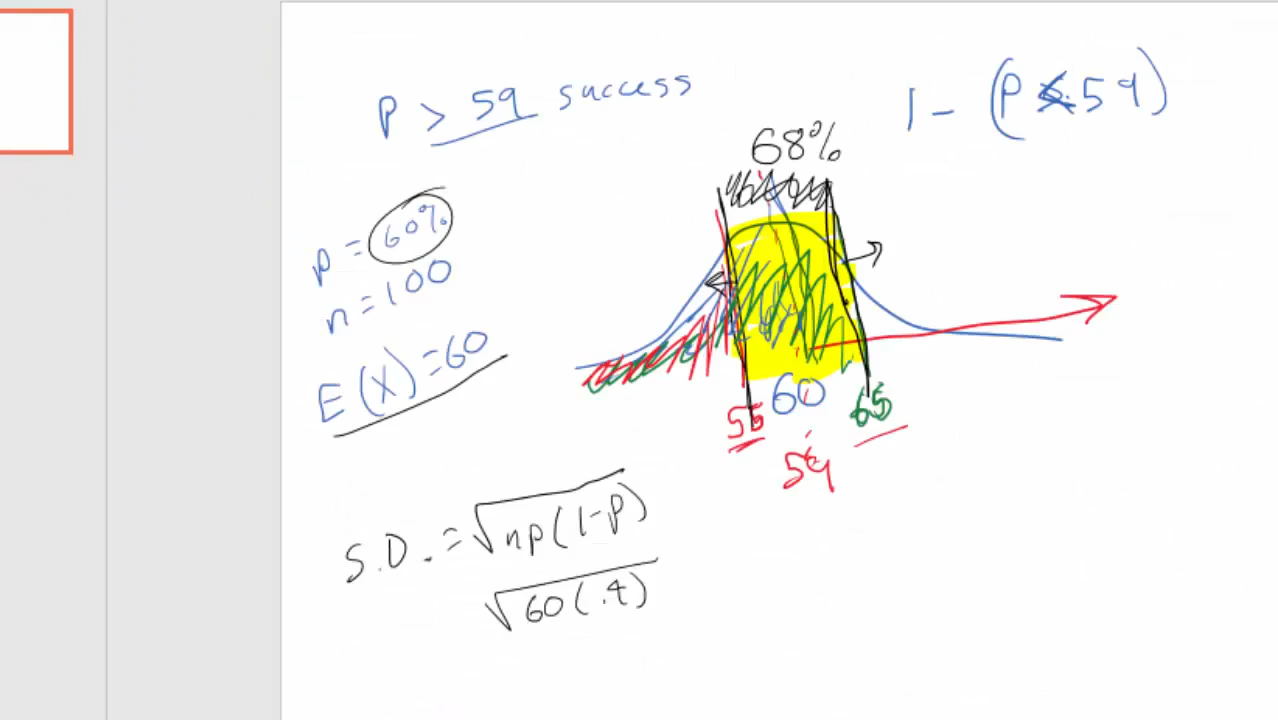 P > 59 success
1 - (P ≤ 59)
68%
p = 60%
n = 100
E(X) = 60
60
55
65
59
S.D. = √np(1-p)
√60(.4)